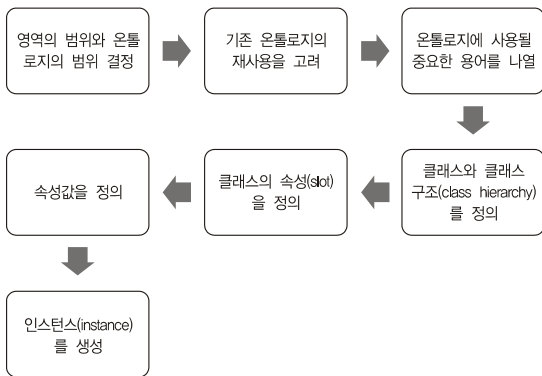 영역의 범위와 온톨
로지의 범위 결정
기존 온톨로지의
재사용을 고려
온톨로지에 사용될
중요한 용어를 나열
클래스와 클래스
구조(class hierarchy)
를 정의
클래스의 속성(slot)
을 정의
속성값을 정의
인스턴스(instance)
를 생성